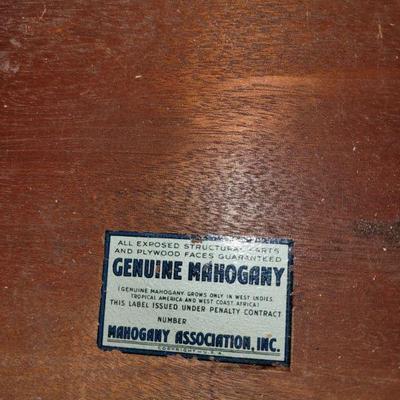 ALL EXPOSED STRUCTURAL PARTS
AND PLYWOOD FACES GUARANTEED
GENUINE MAHOGANY
(GENUINE MAHOGANY GROWS ONLY IN WEST INDIES,
TROPICAL AMERICA AND WEST COAST AFRICA)
THIS LABEL ISSUED UNDER PENALTY CONTRACT
NUMBER
MAHOGANY ASSOCIATION, INC.
COPYRIGHT—U.S.A.